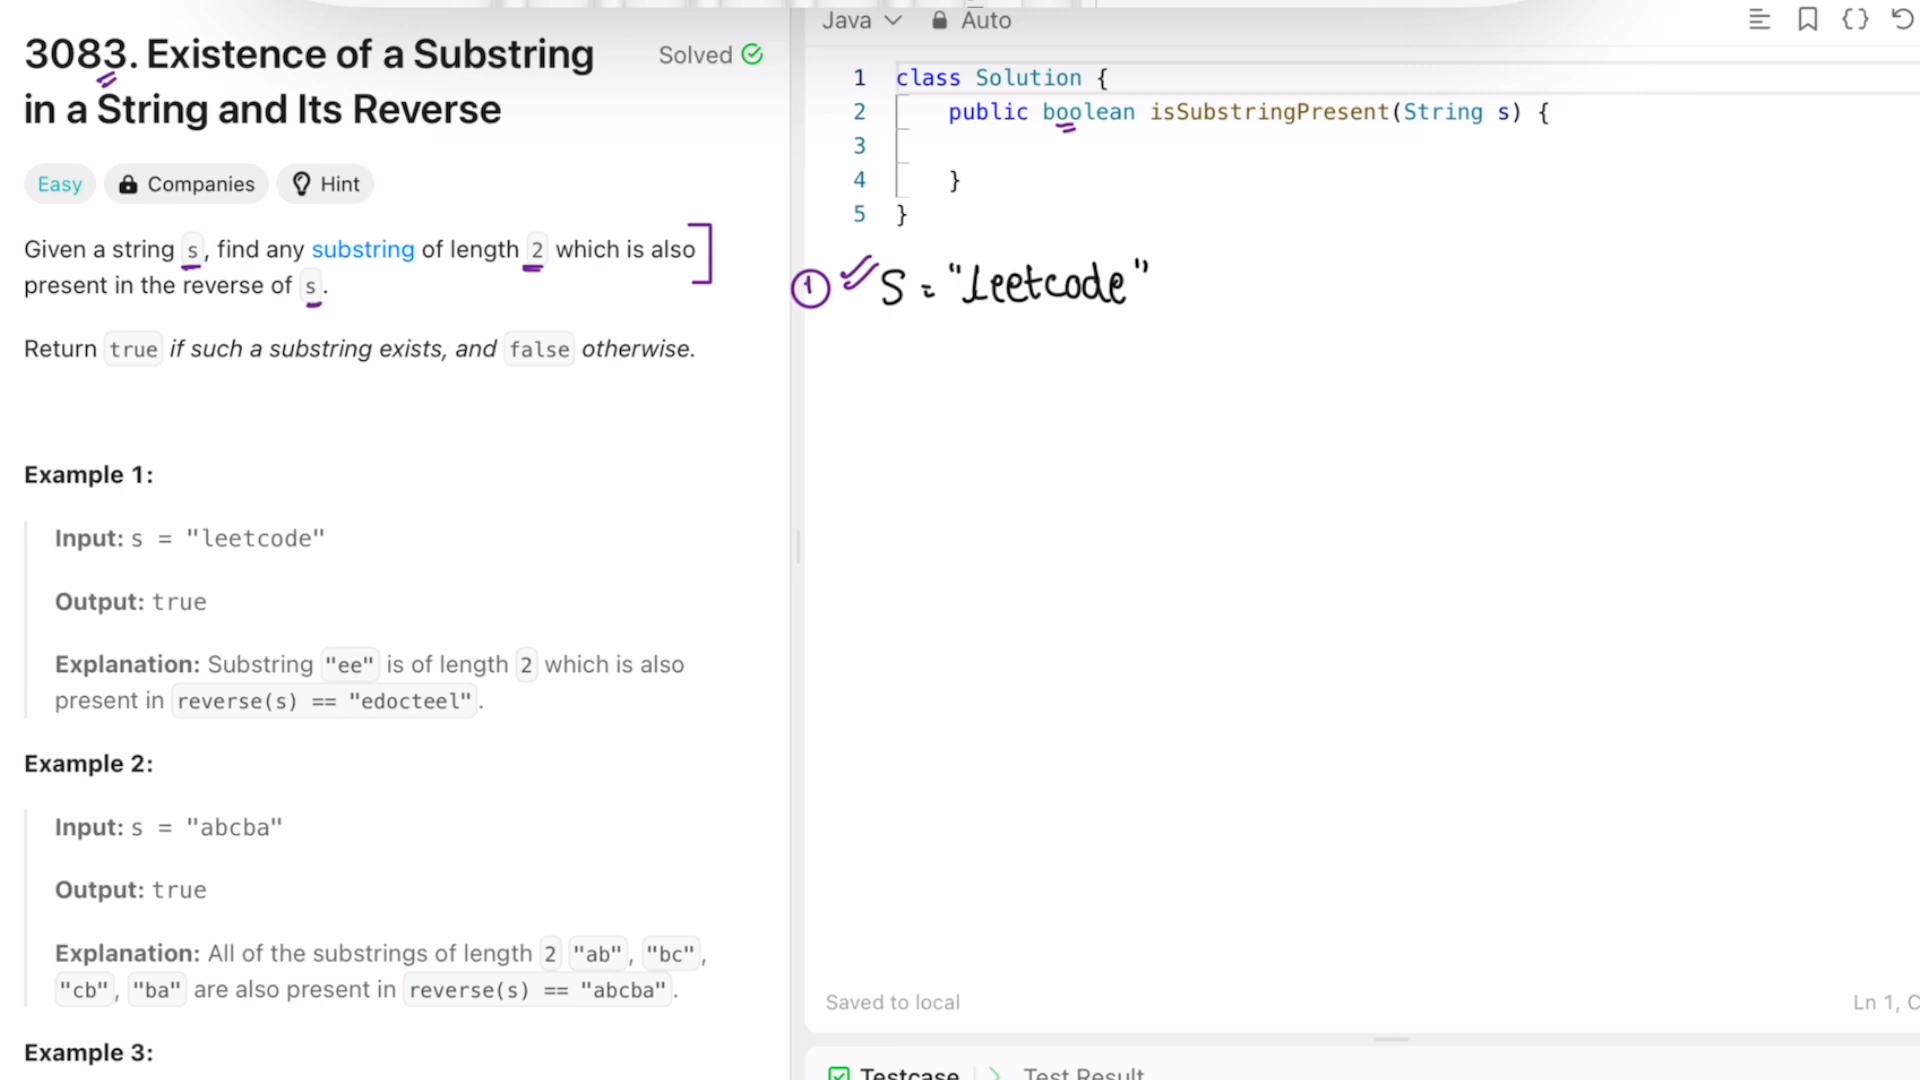 3083. Existence of a Substring
in a String and Its Reverse
Solved
Easy
Companies
Hint
Given a string s, find any substring of length 2 which is also
present in the reverse of s.
Return true if such a substring exists, and false otherwise.
Example 1:
Input: s = "leetcode"
Output: true
Explanation: Substring "ee" is of length 2 which is also
present in reverse(s) == "edocteel".
Example 2:
Input: s = "abcba"
Output: true
Explanation: All of the substrings of length 2 "ab", "bc",
"cb", "ba" are also present in reverse(s) == "abcba".
Example 3:
Java
Auto
1 class Solution {
2 public boolean isSubstringPresent(String s) {
3
4 }
5 }
1 S = "Leetcode"
Saved to local
Ln 1, C
Testcase
Test Result